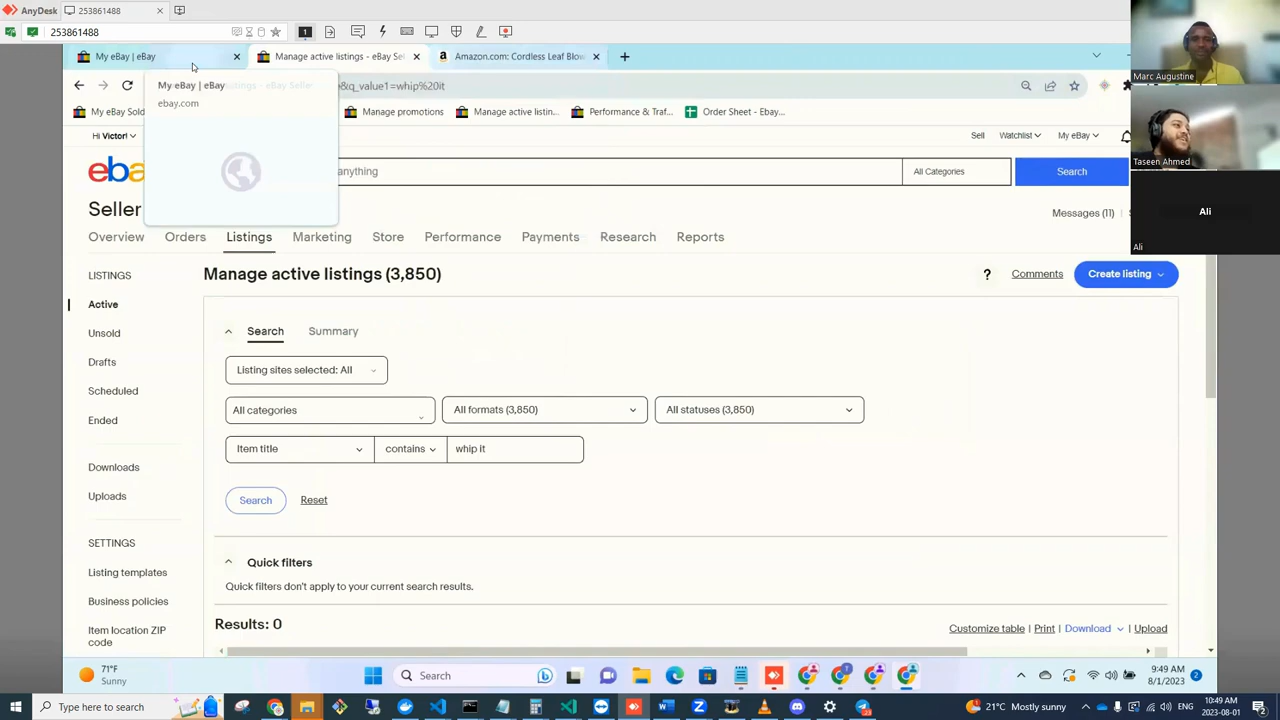 AnyDesk
253861488
253861488
My eBay | eBay
Manage active listings - eBay Sel
Amazon.com: Cordless Leaf Blow
My eBay | eBay
ebay.com
e&q_value1=whip%20it
My eBay Sold
Manage promotions
Manage active listin...
Performance & Traf...
Order Sheet - Ebay...
Hi Victor!
Sell
Watchlist
My eBay
ebay
anything
All Categories
Search
Seller
Messages (11)
Overview
Orders
Listings
Marketing
Store
Performance
Payments
Research
Reports
LISTINGS
Active
Unsold
Drafts
Scheduled
Ended
Downloads
Uploads
SETTINGS
Listing templates
Business policies
Item location ZIP
code
Manage active listings (3,850)
?
Comments
Create listing
Search
Summary
Listing sites selected: All
All categories
All formats (3,850)
All statuses (3,850)
Item title
contains
whip it
Search
Reset
Quick filters
Quick filters don't apply to your current search results.
Results: 0
Customize table | Print | Download | Upload
71°F
Sunny
Search
9:49 AM
8/1/2023
2
Type here to search
21°C Mostly sunny
10:49 AM
2023-08-01
2
Marc Augustine
Taseen Ahmed
Ali
Ali